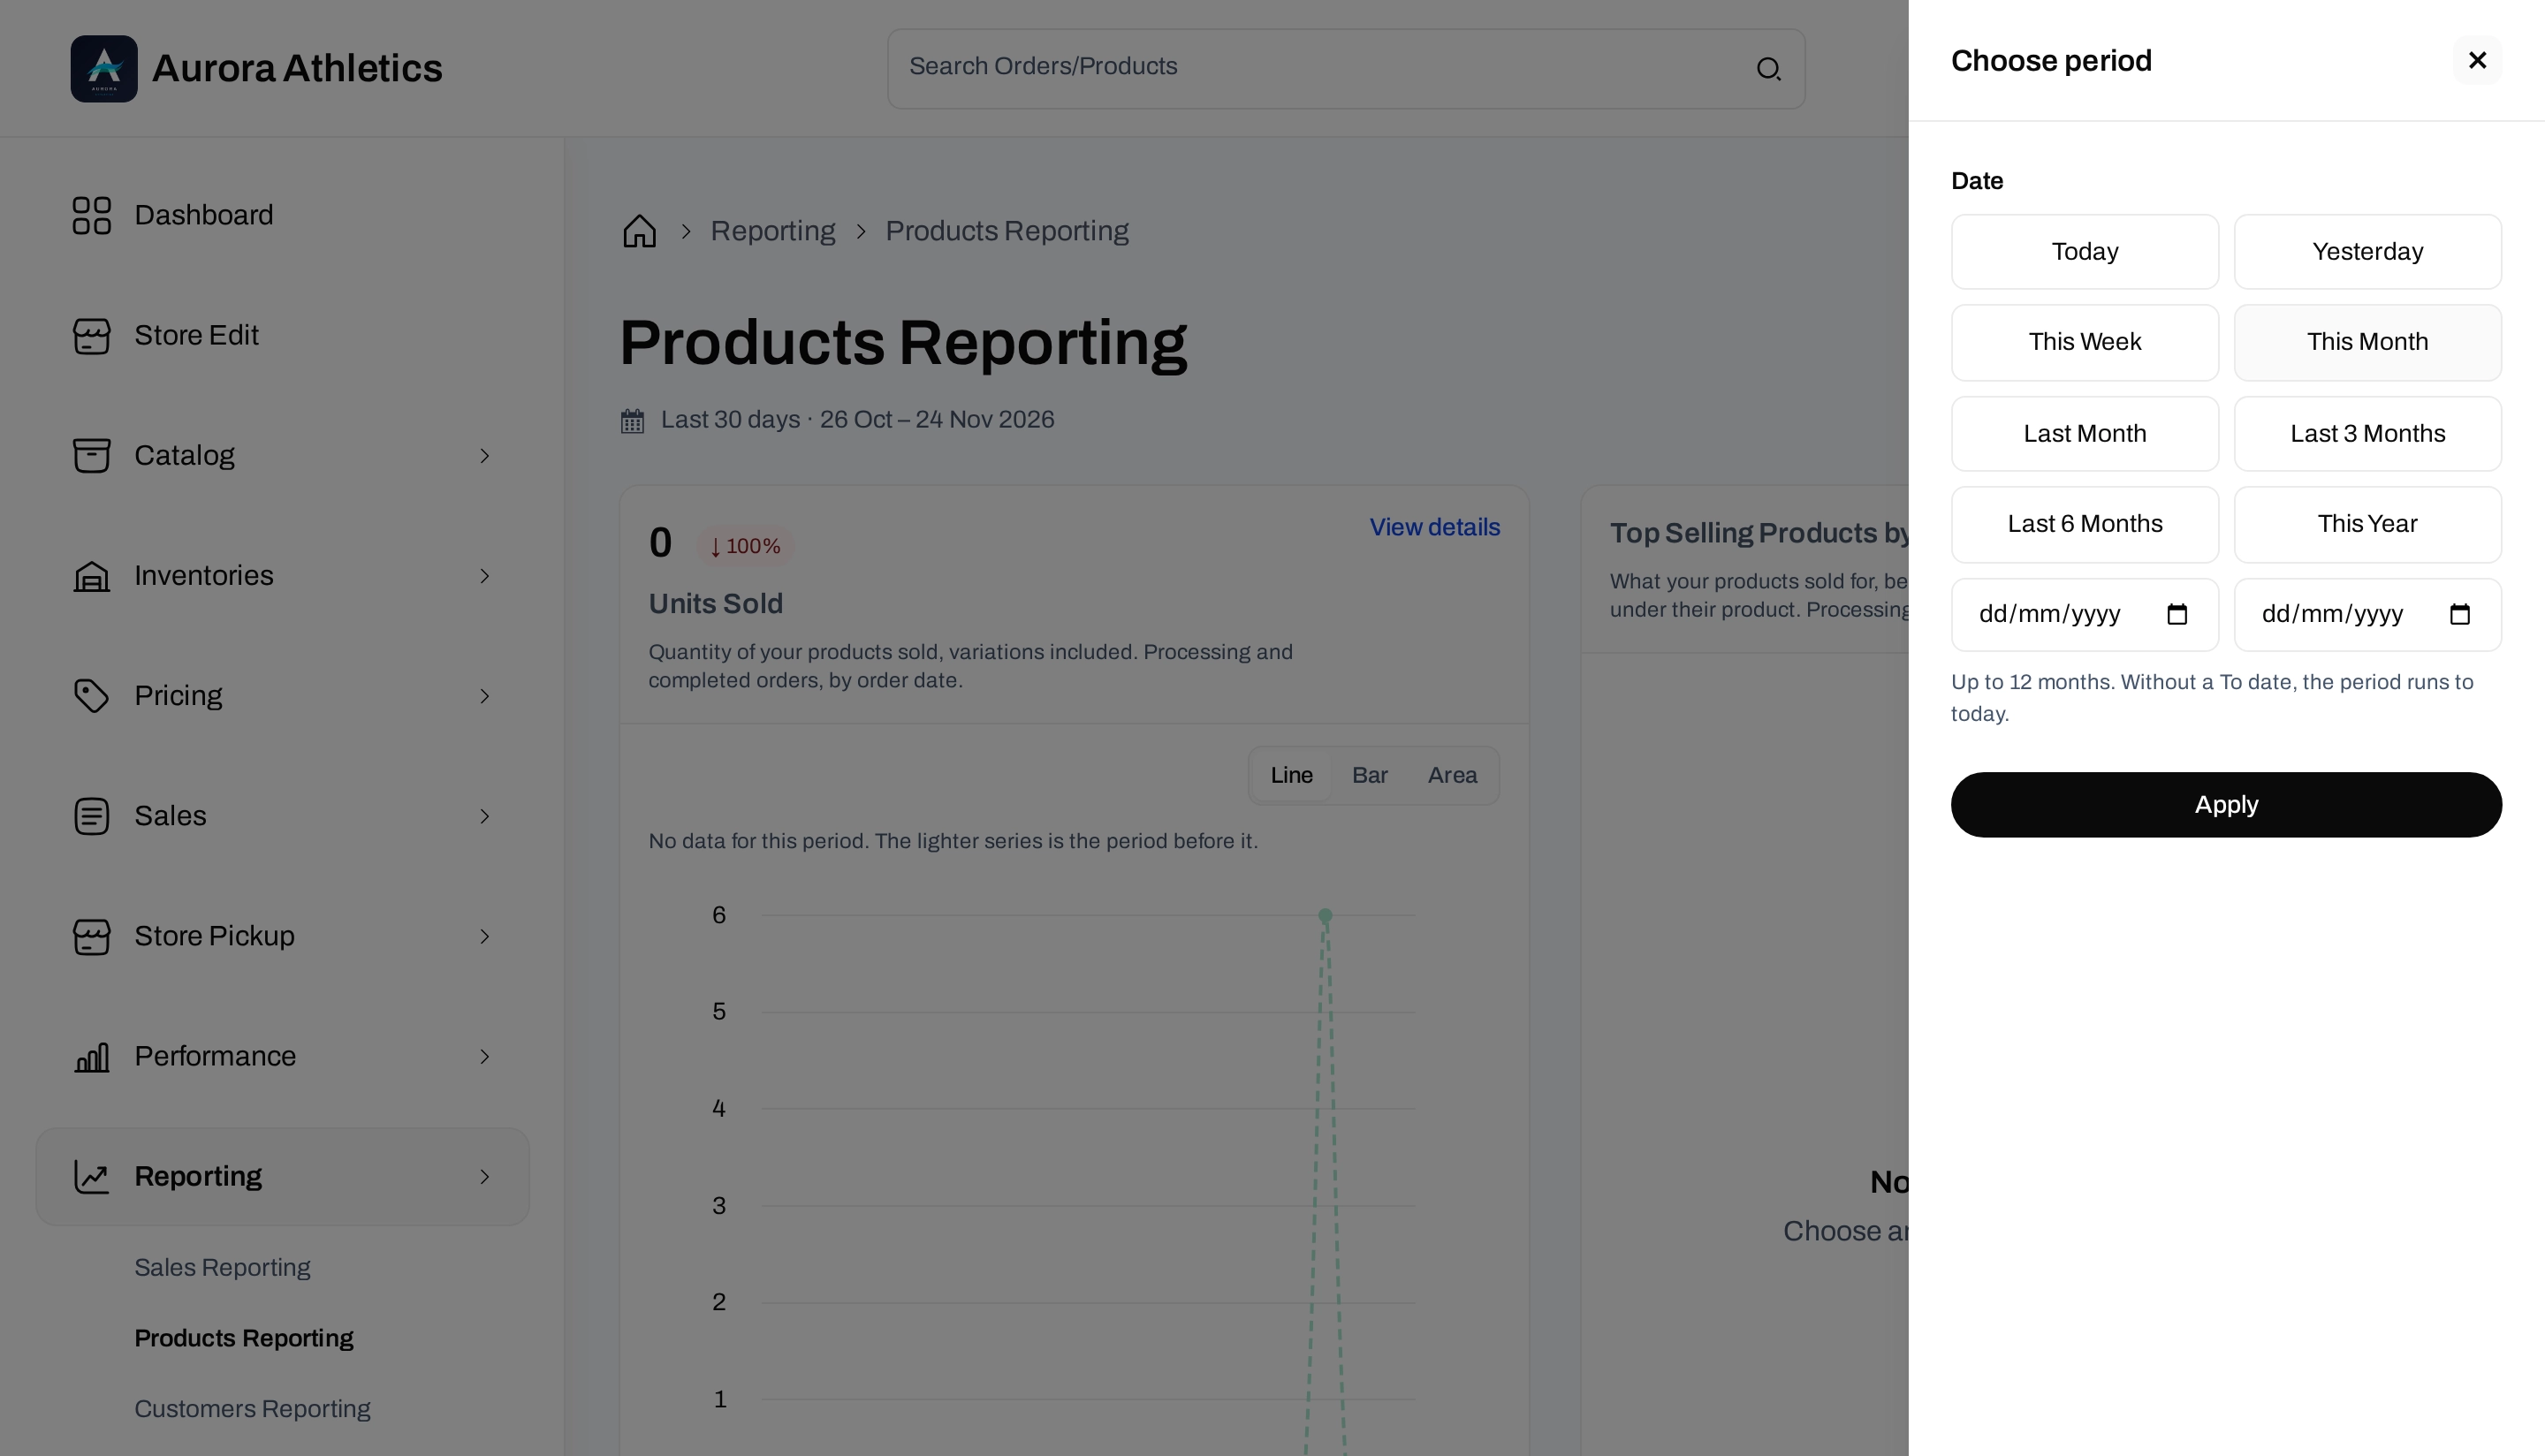 AURORA
Aurora Athletics
Search Orders/Products
Dashboard
Store Edit
Catalog
Inventories
Pricing
Sales
Store Pickup
Performance
Reporting
Sales Reporting
Products Reporting
Customers Reporting
Reporting
Products Reporting
Products Reporting
Last 30 days · 26 Oct – 24 Nov 2026
0
↓ 100%
View details
Units Sold
Quantity of your products sold, variations included. Processing and
completed orders, by order date.
Line
Bar
Area
No data for this period. The lighter series is the period before it.
6
5
4
3
2
1
Top Selling Products by
What your products sold for, be
under their product. Processing
No
Choose
Choose period
Date
Today
Yesterday
This Week
This Month
Last Month
Last 3 Months
Last 6 Months
This Year
dd/mm/yyyy
dd/mm/yyyy
Up to 12 months. Without a To date, the period runs to
today.
Apply